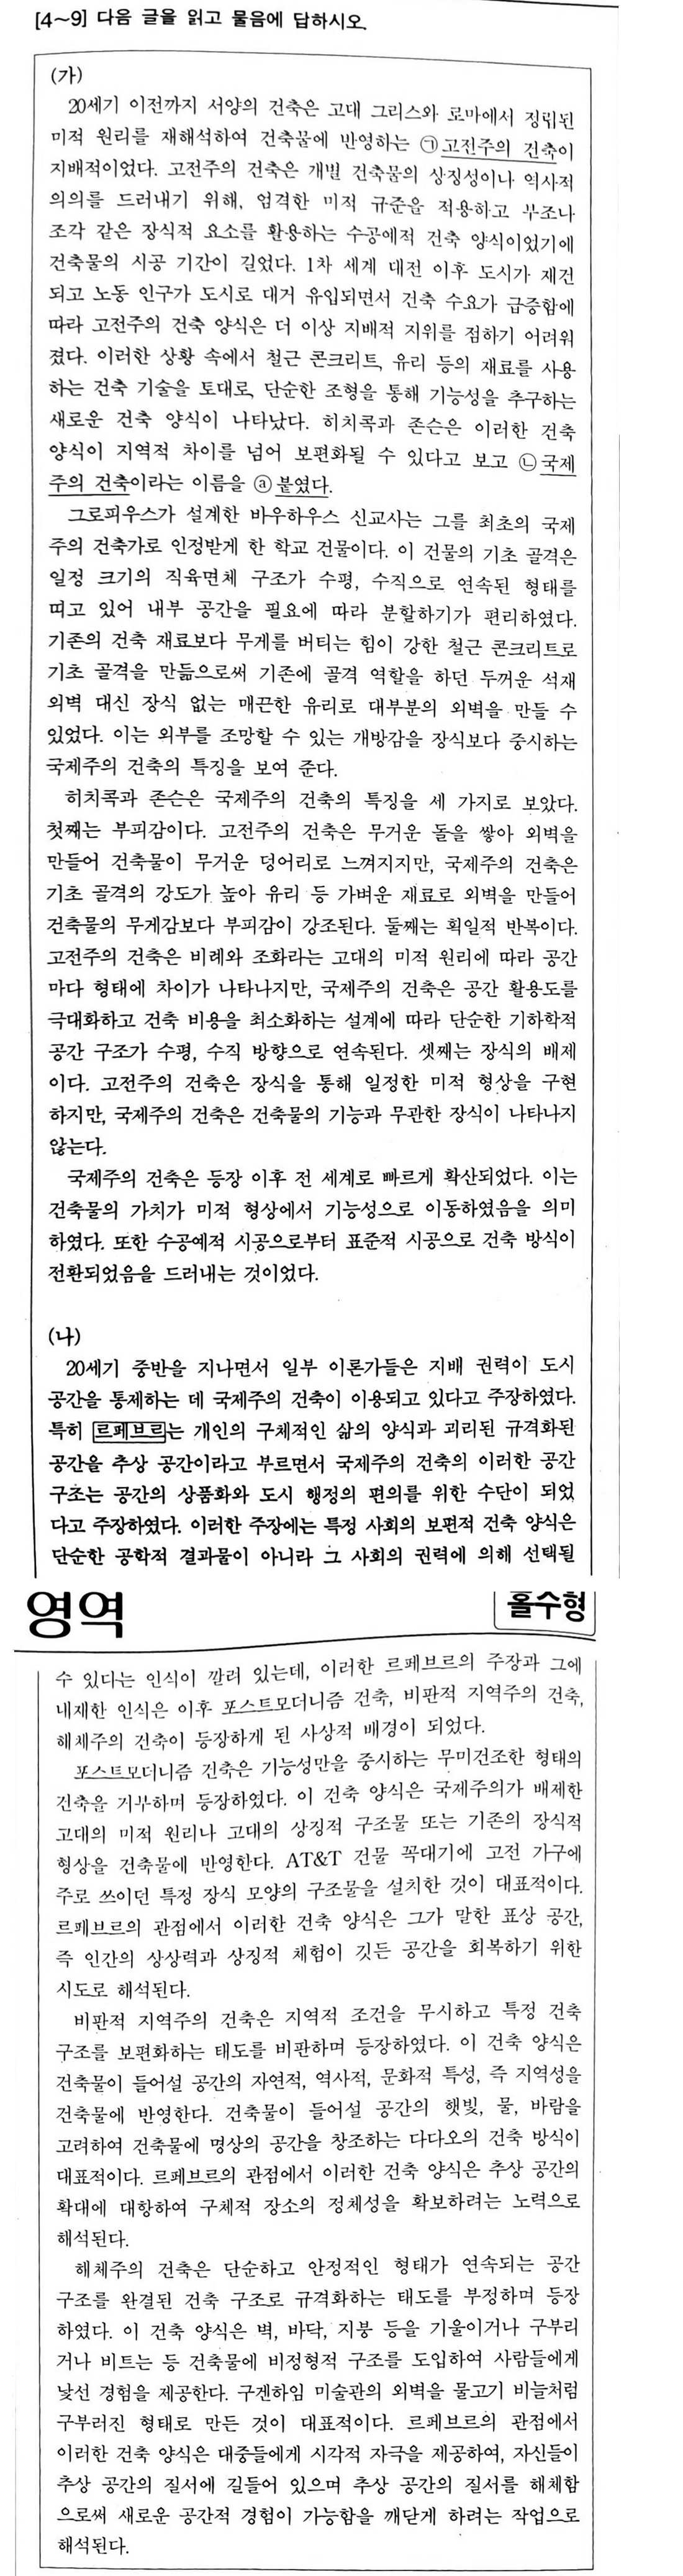 [4~9] 다음 글을 읽고 물음에 답하시오.
(가)
20세기 이전까지 서양의 건축은 고대 그리스와 로마에서 정립된
미적 원리를 재해석하여 건축물에 반영하는 ㉠고전주의 건축이
지배적이었다. 고전주의 건축은 개별 건축물의 상징성이나 역사적
의의를 드러내기 위해, 엄격한 미적 규준을 적용하고 부조나
조각 같은 장식적 요소를 활용하는 수공예적 건축 양식이었기에
건축물의 시공 기간이 길었다. 1차 세계 대전 이후 도시가 재건
되고 노동 인구가 도시로 대거 유입되면서 건축 수요가 급증함에
따라 고전주의 건축 양식은 더 이상 지배적 지위를 점하기 어려워
졌다. 이러한 상황 속에서 철근 콘크리트, 유리 등의 재료를 사용
하는 건축 기술을 토대로, 단순한 조형을 통해 기능성을 추구하는
새로운 건축 양식이 나타났다. 히치콕과 존슨은 이러한 건축
양식이 지역적 차이를 넘어 보편화될 수 있다고 보고 ㉡국제
주의 건축이라는 이름을 ⓐ붙였다.
그로피우스가 설계한 바우하우스 신교사는 그를 최초의 국제
주의 건축가로 인정받게 한 학교 건물이다. 이 건물의 기초 골격은
일정 크기의 직육면체 구조가 수평, 수직으로 연속된 형태를
띠고 있어 내부 공간을 필요에 따라 분할하기가 편리하였다.
기존의 건축 재료보다 무게를 버티는 힘이 강한 철근 콘크리트로
기초 골격을 만듦으로써 기존에 골격 역할을 하던 두꺼운 석재
외벽 대신 장식 없는 매끈한 유리로 대부분의 외벽을 만들 수
있었다. 이는 외부를 조망할 수 있는 개방감을 장식보다 중시하는
국제주의 건축의 특징을 보여 준다.
히치콕과 존슨은 국제주의 건축의 특징을 세 가지로 보았다.
첫째는 부피감이다. 고전주의 건축은 무거운 돌을 쌓아 외벽을
만들어 건축물이 무거운 덩어리로 느껴지지만, 국제주의 건축은
기초 골격의 강도가 높아 유리 등 가벼운 재료로 외벽을 만들어
건축물의 무게감보다 부피감이 강조된다. 둘째는 획일적 반복이다.
고전주의 건축은 비례와 조화라는 고대의 미적 원리에 따라 공간
마다 형태에 차이가 나타나지만, 국제주의 건축은 공간 활용도를
극대화하고 건축 비용을 최소화하는 설계에 따라 단순한 기하학적
공간 구조가 수평, 수직 방향으로 연속된다. 셋째는 장식의 배제
이다. 고전주의 건축은 장식을 통해 일정한 미적 형상을 구현
하지만, 국제주의 건축은 건축물의 기능과 무관한 장식이 나타나지
않는다.
국제주의 건축은 등장 이후 전 세계로 빠르게 확산되었다. 이는
건축물의 가치가 미적 형상에서 기능성으로 이동하였음을 의미
하였다. 또한 수공예적 시공으로부터 표준적 시공으로 건축 방식이
전환되었음을 드러내는 것이었다.
(나)
20세기 중반을 지나면서 일부 이론가들은 지배 권력이 도시
공간을 통제하는 데 국제주의 건축이 이용되고 있다고 주장하였다.
특히 르페브르는 개인의 구체적인 삶의 양식과 괴리된 규격화된
공간을 추상 공간이라고 부르면서 국제주의 건축의 이러한 공간
구조는 공간의 상품화와 도시 행정의 편의를 위한 수단이 되었
다고 주장하였다. 이러한 주장에는 특정 사회의 보편적 건축 양식은
단순한 공학적 결과물이 아니라 그 사회의 권력에 의해 선택될
영역
홀수형
수 있다는 인식이 깔려 있는데, 이러한 르페브르의 주장과 그에
내재한 인식은 이후 포스트모더니즘 건축, 비판적 지역주의 건축,
해체주의 건축이 등장하게 된 사상적 배경이 되었다.
포스트모더니즘 건축은 기능성만을 중시하는 무미건조한 형태의
건축을 거부하며 등장하였다. 이 건축 양식은 국제주의가 배제한
고대의 미적 원리나 고대의 상징적 구조물 또는 기존의 장식적
형상을 건축물에 반영한다. AT&T 건물 꼭대기에 고전 가구에
주로 쓰이던 특정 장식 모양의 구조물을 설치한 것이 대표적이다.
르페브르의 관점에서 이러한 건축 양식은 그가 말한 표상 공간,
즉 인간의 상상력과 상징적 체험이 깃든 공간을 회복하기 위한
시도로 해석된다.
비판적 지역주의 건축은 지역적 조건을 무시하고 특정 건축
구조를 보편화하는 태도를 비판하며 등장하였다. 이 건축 양식은
건축물이 들어설 공간의 자연적, 역사적, 문화적 특성, 즉 지역성을
건축물에 반영한다. 건축물이 들어설 공간의 햇빛, 물, 바람을
고려하여 건축물에 명상의 공간을 창조하는 다다오의 건축 방식이
대표적이다. 르페브르의 관점에서 이러한 건축 양식은 추상 공간의
확대에 대항하여 구체적 장소의 정체성을 확보하려는 노력으로
해석된다.
해체주의 건축은 단순하고 안정적인 형태가 연속되는 공간
구조를 완결된 건축 구조로 규격화하는 태도를 부정하며 등장
하였다. 이 건축 양식은 벽, 바닥, 지붕 등을 기울이거나 구부리
거나 비트는 등 건축물에 비정형적 구조를 도입하여 사람들에게
낯선 경험을 제공한다. 구겐하임 미술관의 외벽을 물고기 비늘처럼
구부러진 형태로 만든 것이 대표적이다. 르페브르의 관점에서
이러한 건축 양식은 대중들에게 시각적 자극을 제공하여, 자신들이
추상 공간의 질서에 길들어 있으며 추상 공간의 질서를 해체함
으로써 새로운 공간적 경험이 가능함을 깨닫게 하려는 작업으로
해석된다.